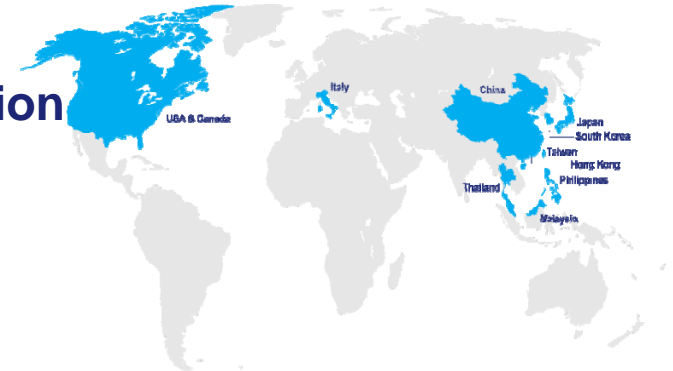 ion
Italy
China
USA & Canada
Japan
South Korea
Taiwan
Hong Kong
Philippines
Thailand
Malaysia